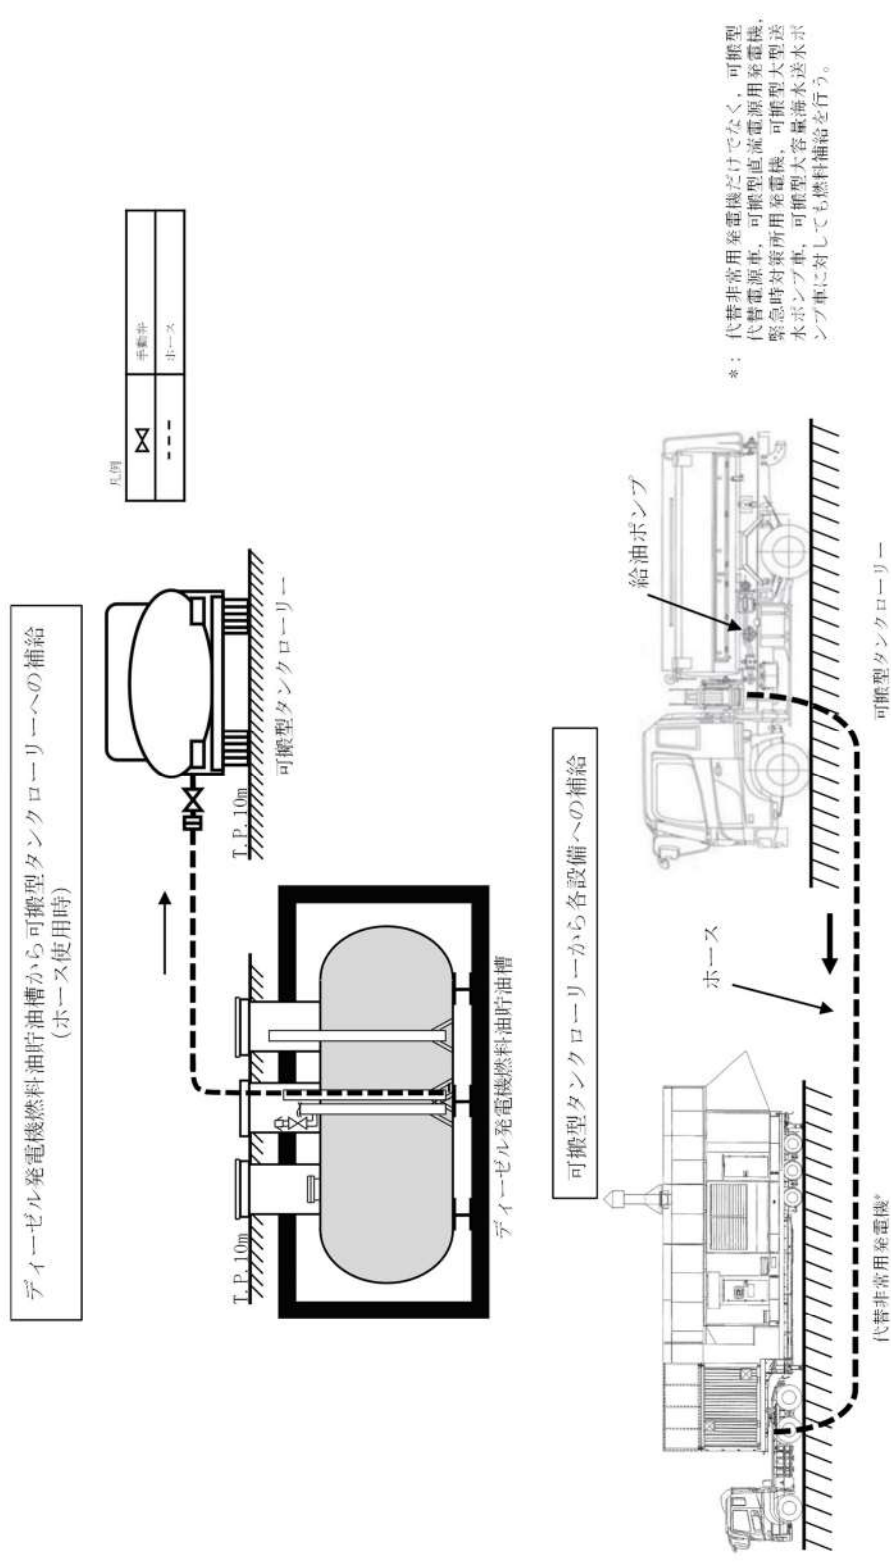 ディーゼル発電機燃料油貯油槽から可搬型タンクローリーへの補給
(ホース使用時)
凡例
手動弁
ホース
T.P.10m
T.P.10m
可搬型タンクローリー
ディーゼル発電機燃料油貯油槽
可搬型タンクローリーから各設備への補給
ホース
給油ポンプ
代替非常用発電機*
可搬型タンクローリー
*: 代替非常用発電機だけでなく，可搬型
代替電源車，可搬型直流電源用発電機，
緊急時対策所用発電機，可搬型大型送
水ポンプ車，可搬型大容量海水送水ポ
ンプ車に対しても燃料補給を行う。